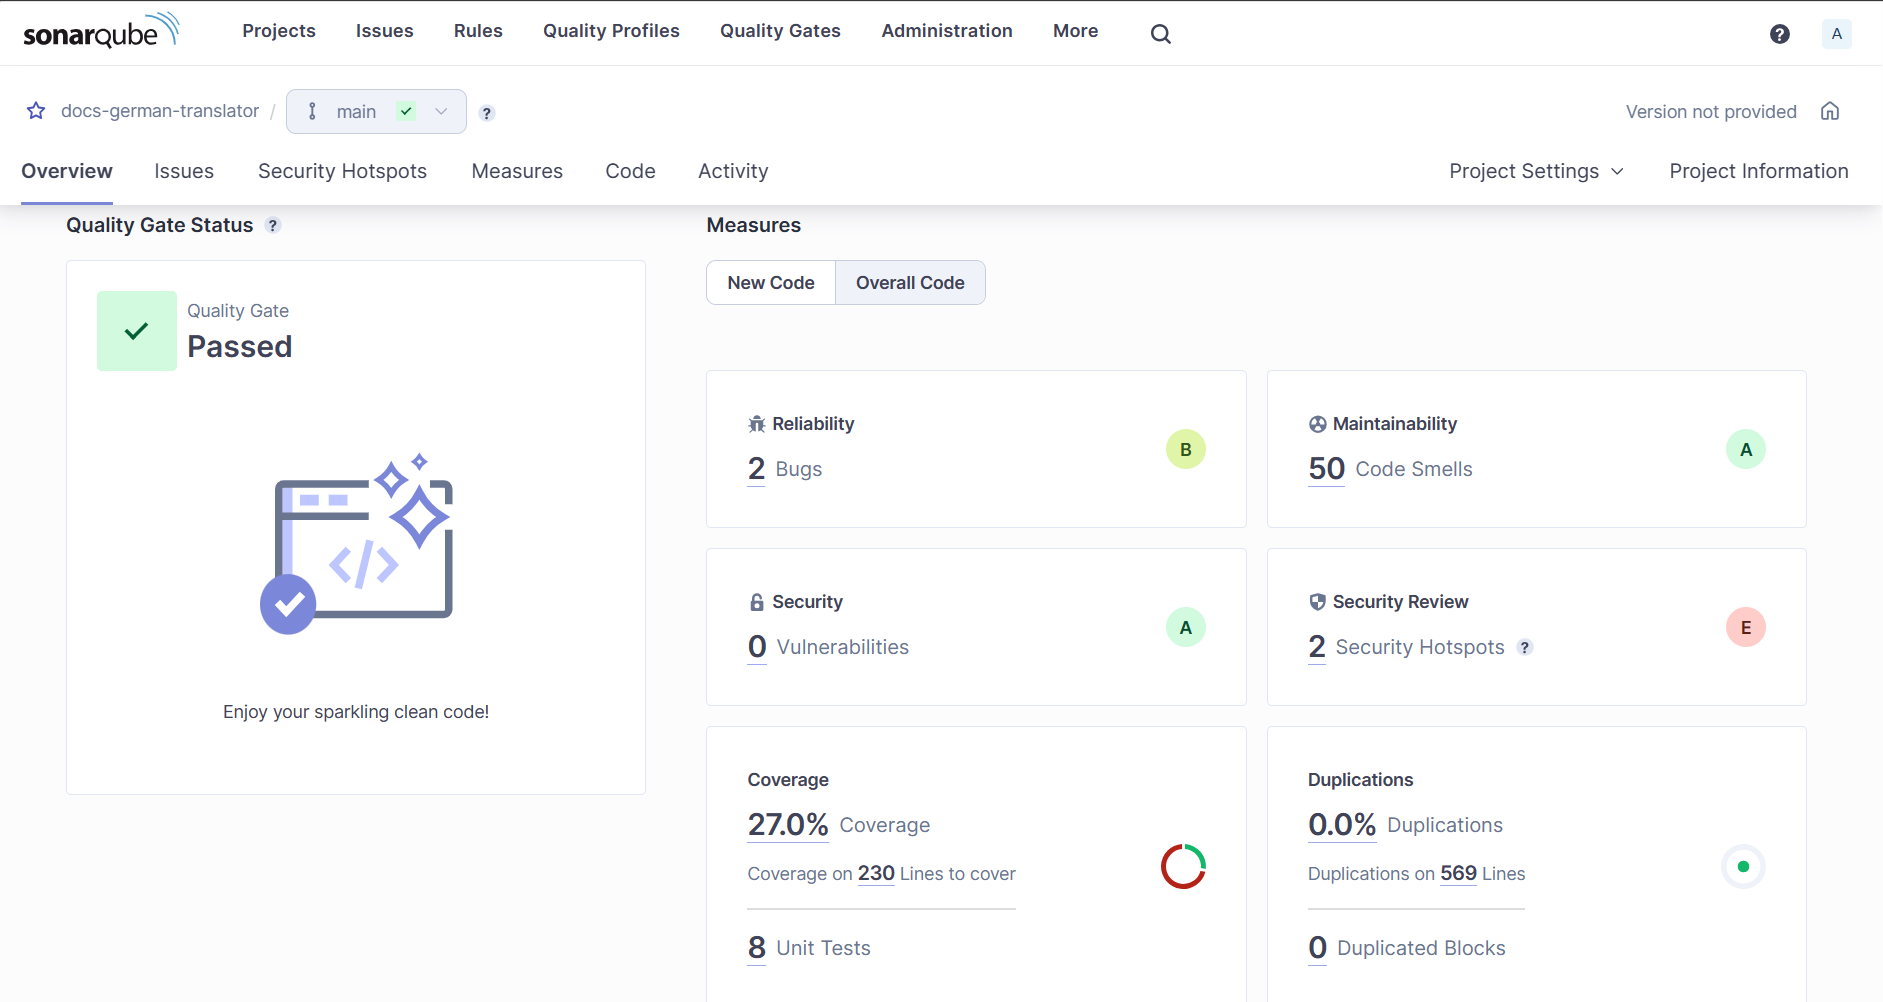 sonarqube Projects Issues Rules Quality Profiles Quality Gates Administration More ? A
docs-german-translator / main ? Version not provided
Overview Issues Security Hotspots Measures Code Activity Project Settings Project Information
Quality Gate Status ?
Quality Gate
Passed
</>
Enjoy your sparkling clean code!
Measures
New Code Overall Code
Reliability
2 Bugs
B
Maintainability
50 Code Smells
A
Security
0 Vulnerabilities
A
Security Review
2 Security Hotspots ?
E
Coverage
27.0% Coverage
Coverage on 230 Lines to cover
8 Unit Tests
Duplications
0.0% Duplications
Duplications on 569 Lines
0 Duplicated Blocks